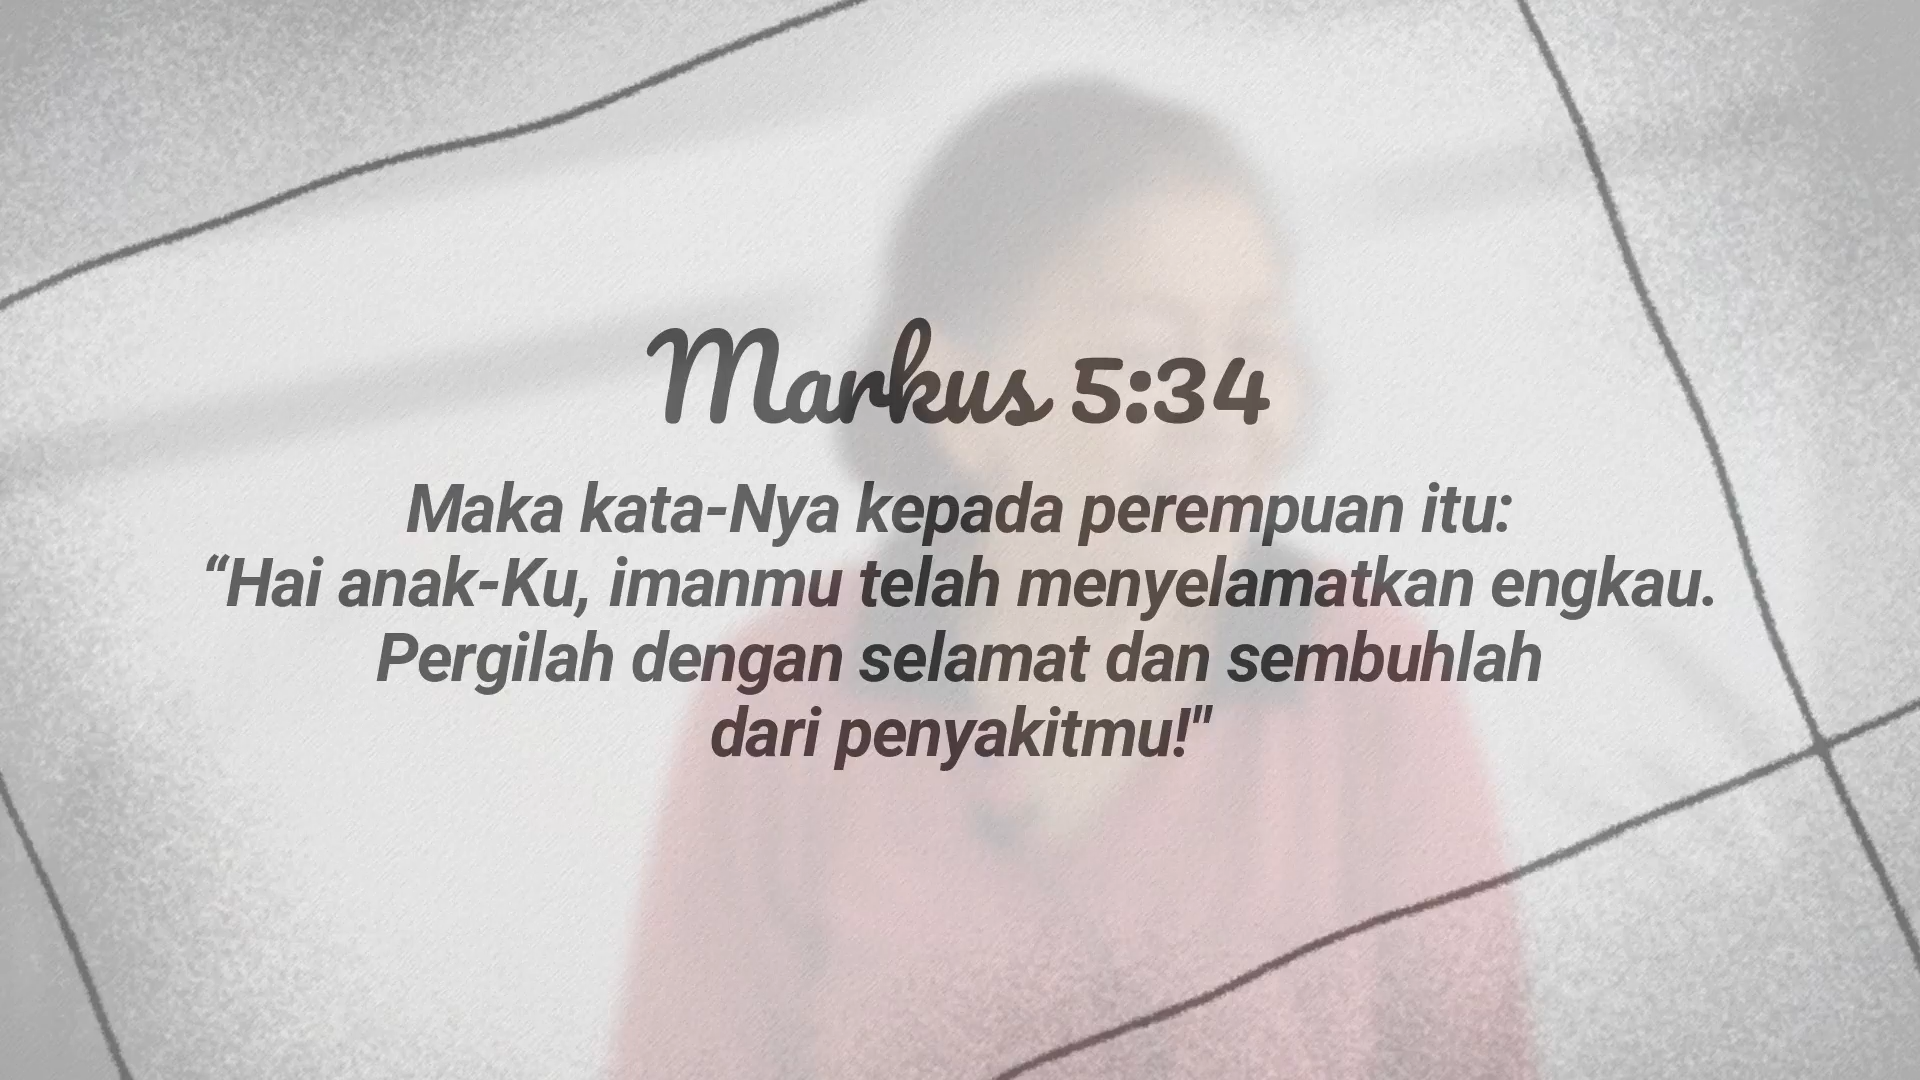 Markus 5:34
Maka kata-Nya kepada perempuan itu:
“Hai anak-Ku, imanmu telah menyelamatkan engkau.
Pergilah dengan selamat dan sembuhlah
dari penyakitmu!"